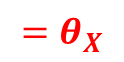 = θ_X